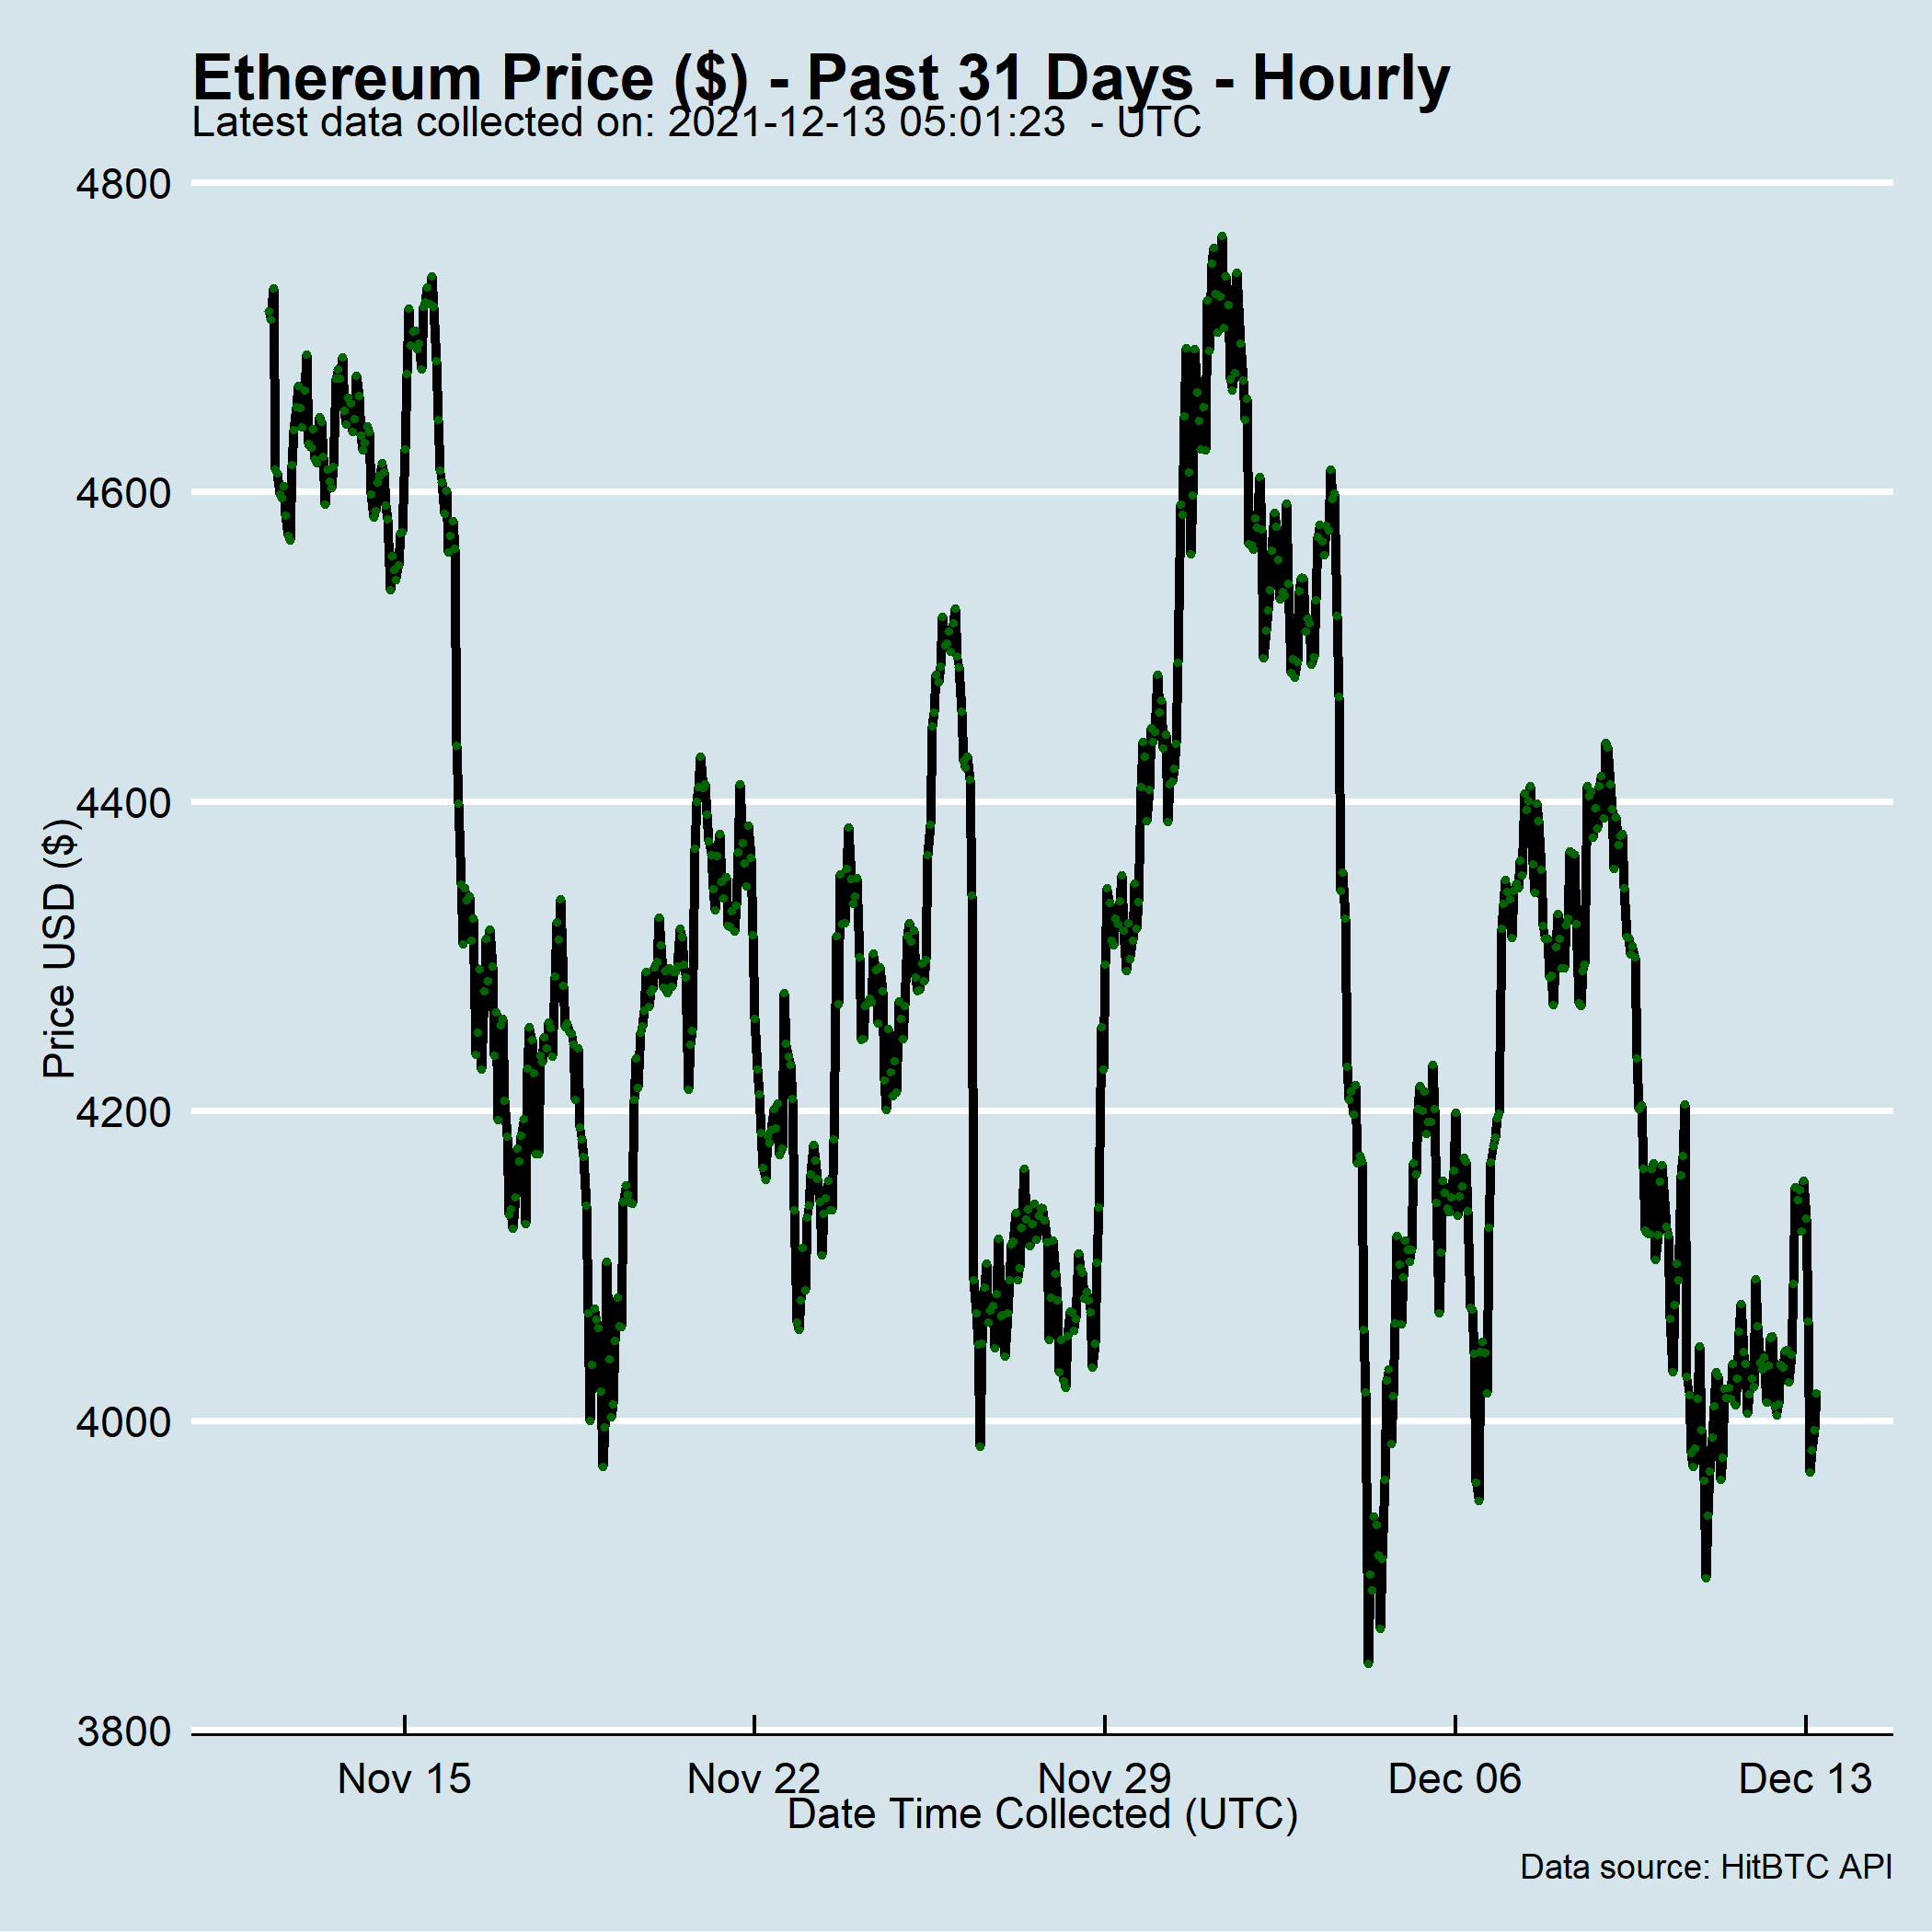 Ethereum Price ($) - Past 31 Days - Hourly
Latest data collected on: 2021-12-13 05:01:23  - UTC
4800
4600
4400
4200
4000
3800
Price USD ($)
Nov 15
Nov 22
Nov 29
Dec 06
Dec 13
Date Time Collected (UTC)
Data source: HitBTC API